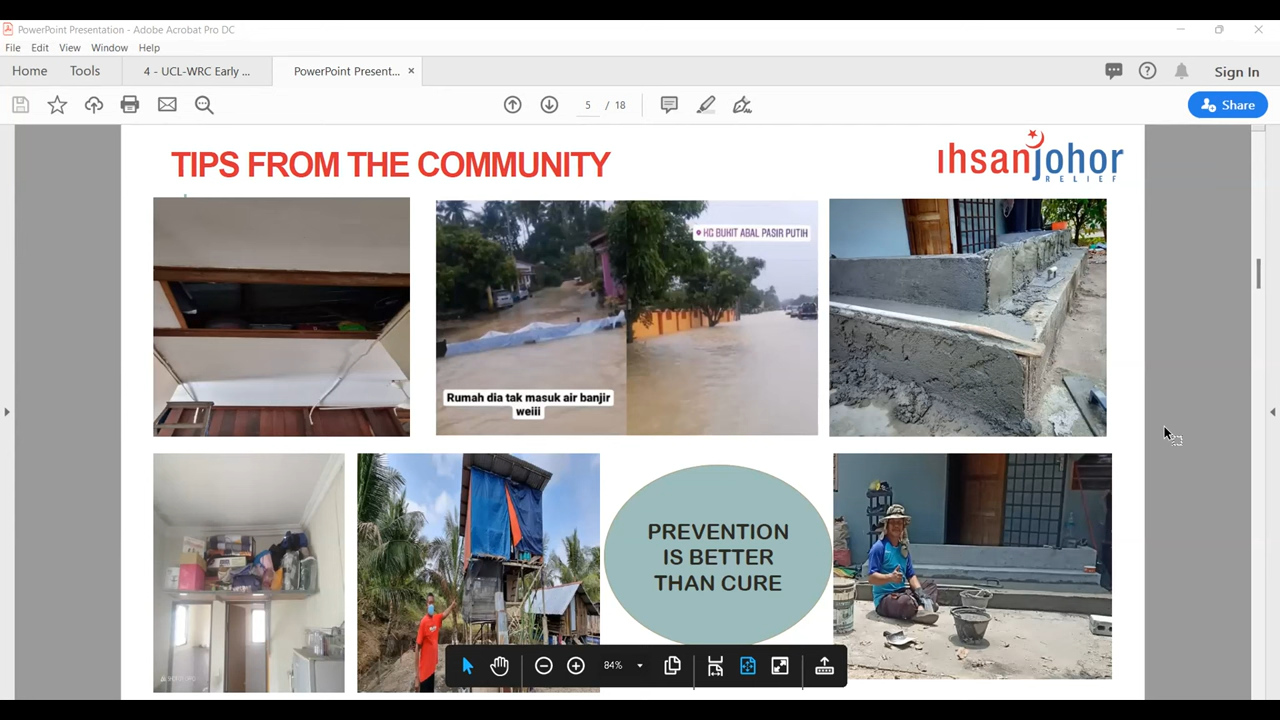 PowerPoint Presentation - Adobe Acrobat Pro DC
File Edit View Window Help
Home Tools 4 - UCL-WRC Early ... PowerPoint Present... ×
Sign In
5 / 18
Share
TIPS FROM THE COMMUNITY
ihsanjohor
RELIEF
KG BUKIT ABAL PASIR PUTIH
Rumah dia tak masuk air banjir
weiii
PREVENTION
IS BETTER
THAN CURE
84%